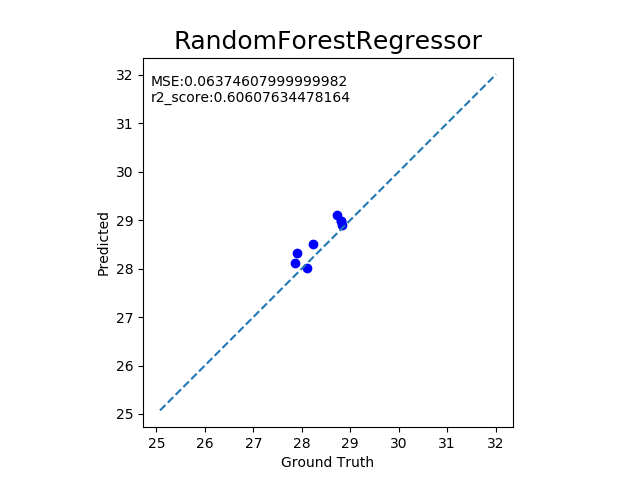 RandomForestRegressor
MSE:0.06374607999999982
r2_score:0.60607634478164
32
31
30
29
28
27
26
25
Predicted
25 26 27 28 29 30 31 32
Ground Truth